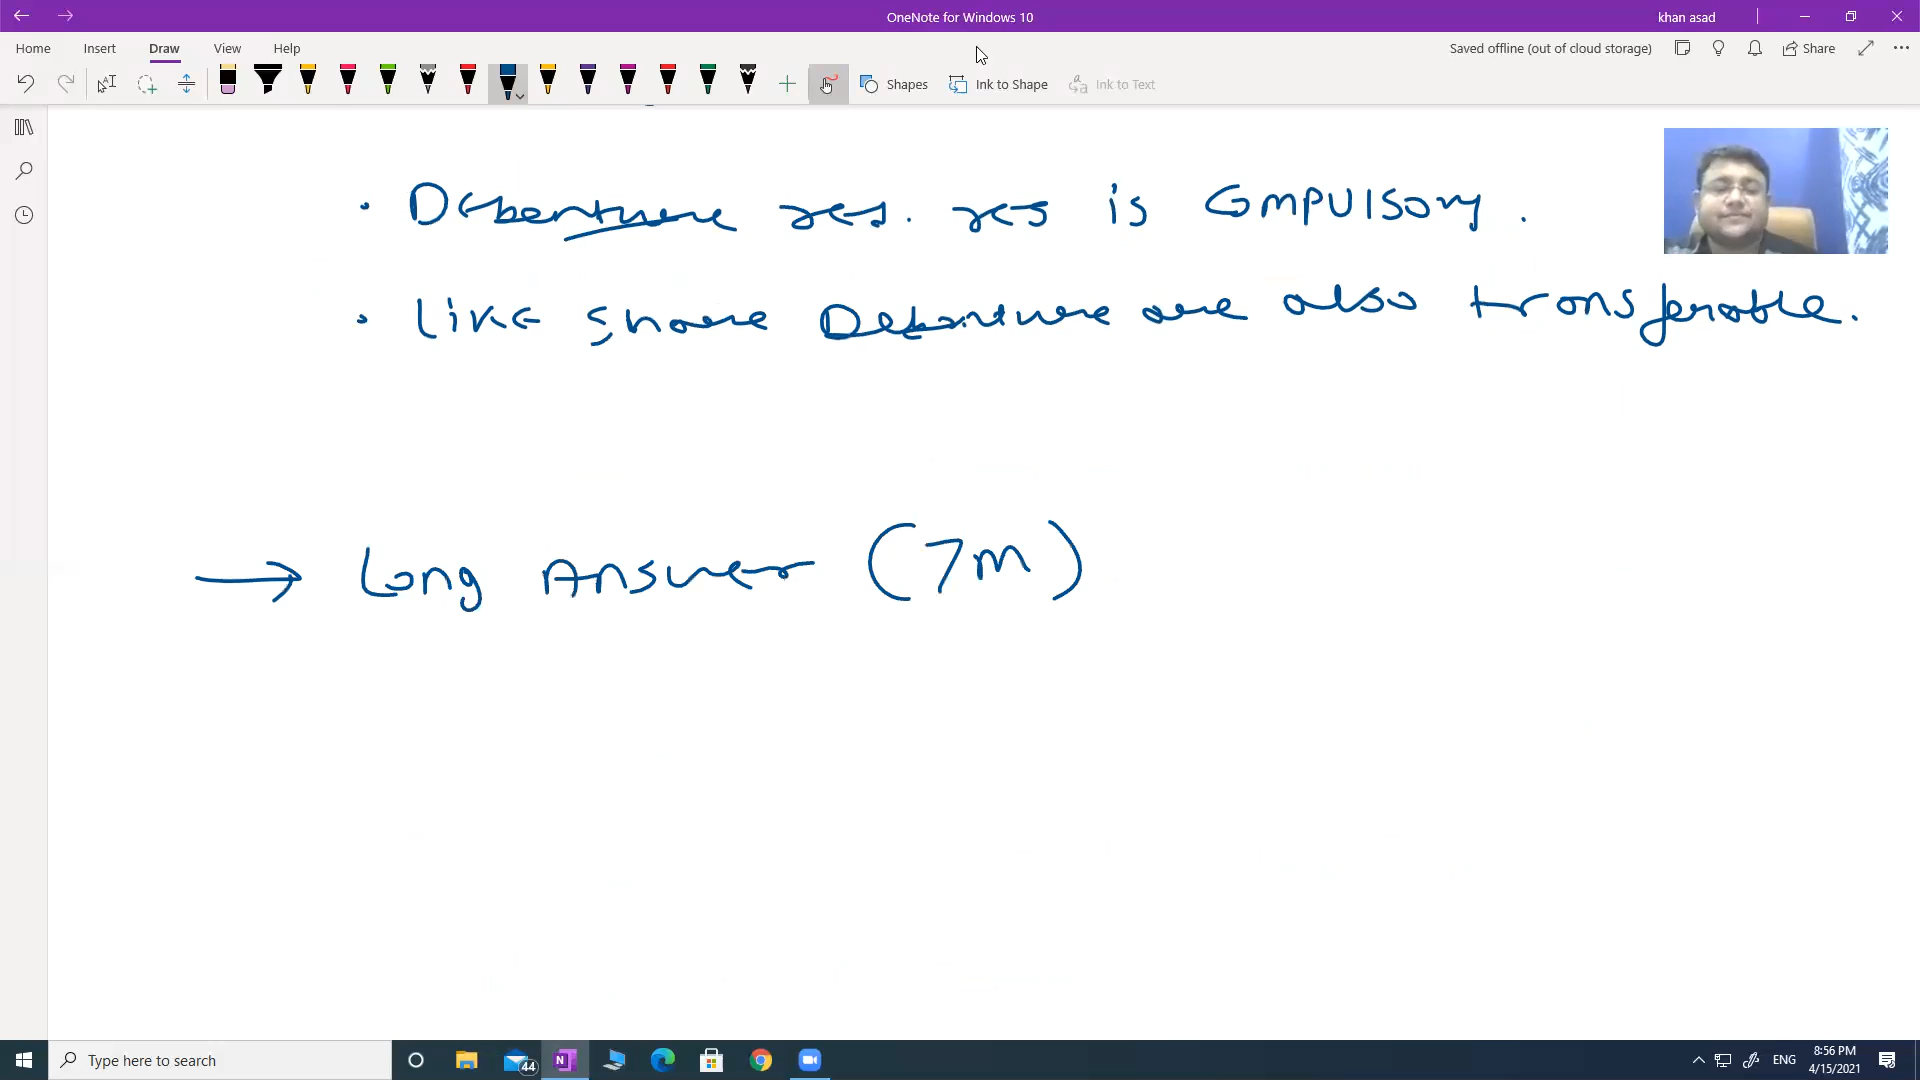 OneNote for Windows 10
khan asad
Home Insert Draw View Help
Saved offline (out of cloud storage)
Share
Shapes
Ink to Shape
Ink to Text
• Debenture res. res is compulsory.
• Like share Debenture are also transferable.
→ Long Answer (7m)
Type here to search
44
ENG
8:56 PM
4/15/2021